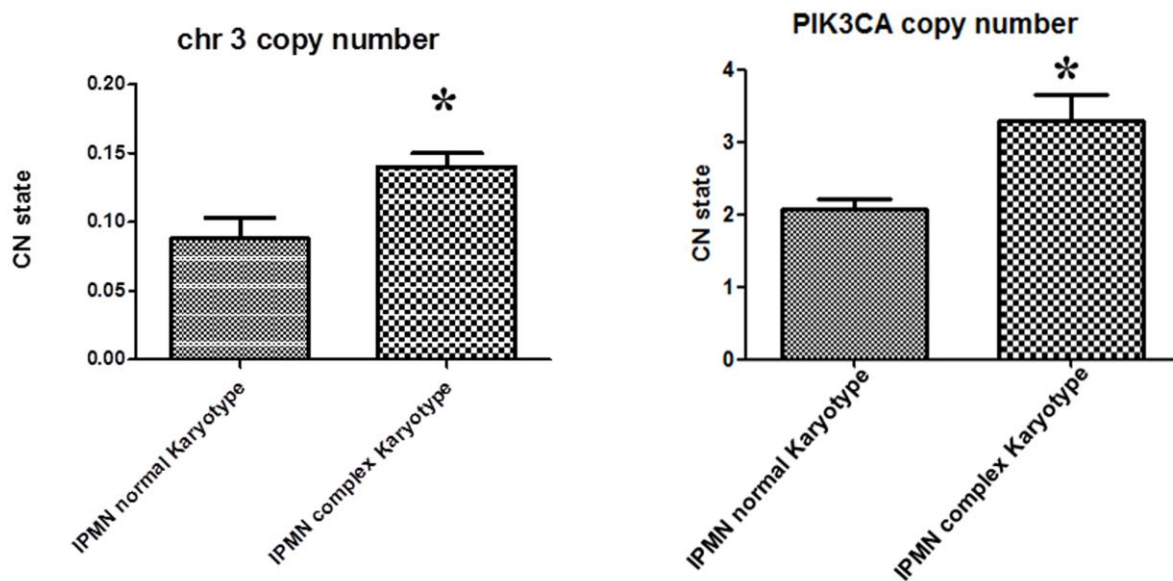 chr 3 copy number
CN state
0.20
0.15
0.10
0.05
0.00
*
IPMN normal Karyotype
IPMN complex Karyotype
PIK3CA copy number
CN state
4
3
2
1
0
*
IPMN normal Karyotype
IPMN complex Karyotype